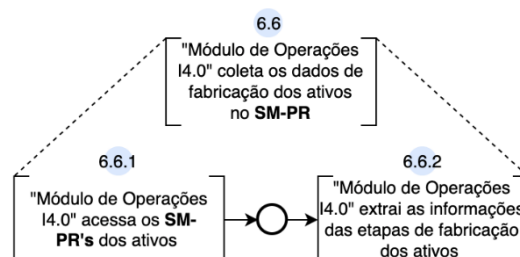 6.6
"Módulo de Operações
I4.0" coleta os dados de
fabricação dos ativos
no SM-PR
6.6.1
"Módulo de Operações
I4.0" acessa os SM-
PR's dos ativos
6.6.2
"Módulo de Operações
I4.0" extrai as informações
das etapas de fabricação
dos ativos